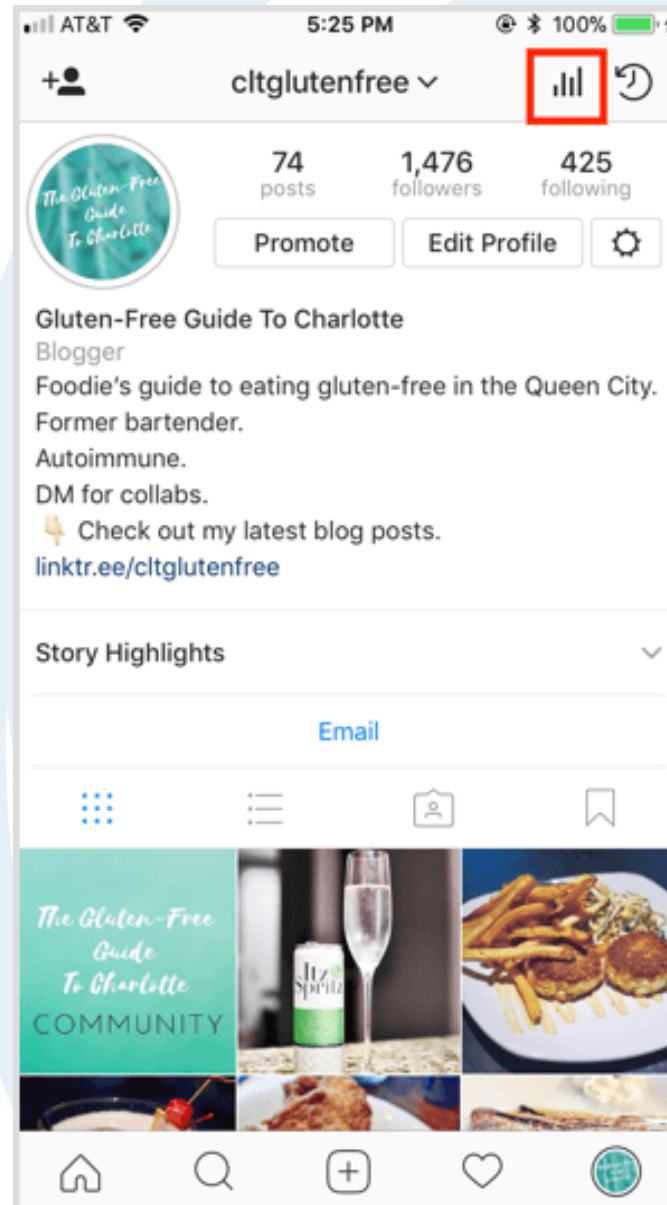 AT&T 5:25 PM 100%
cltglutenfree
The Gluten-Free
Guide
To Charlotte
74 1,476 425
posts followers following
Promote Edit Profile
Gluten-Free Guide To Charlotte
Blogger
Foodie's guide to eating gluten-free in the Queen City.
Former bartender.
Autoimmune.
DM for collabs.
👇🏻 Check out my latest blog posts.
linktr.ee/cltglutenfree
Story Highlights
Email
The Gluten-Free
Guide
To Charlotte
COMMUNITY
Itz
Spritz